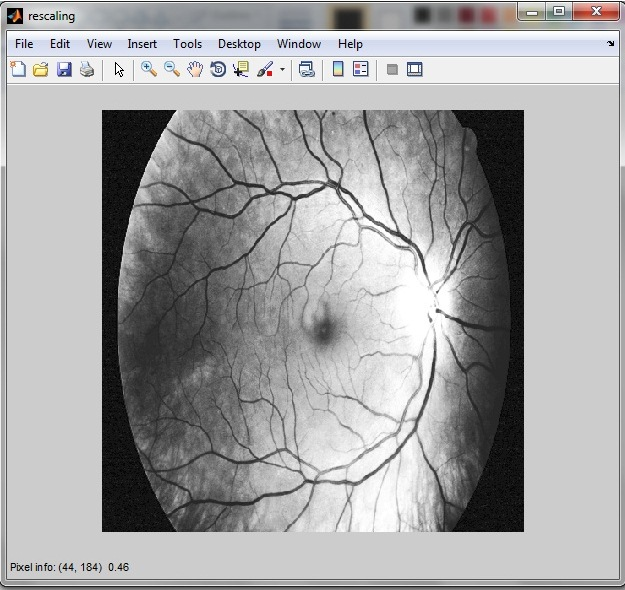 rescaling
File Edit View Insert Tools Desktop Window Help
Pixel info: (44, 184) 0.46